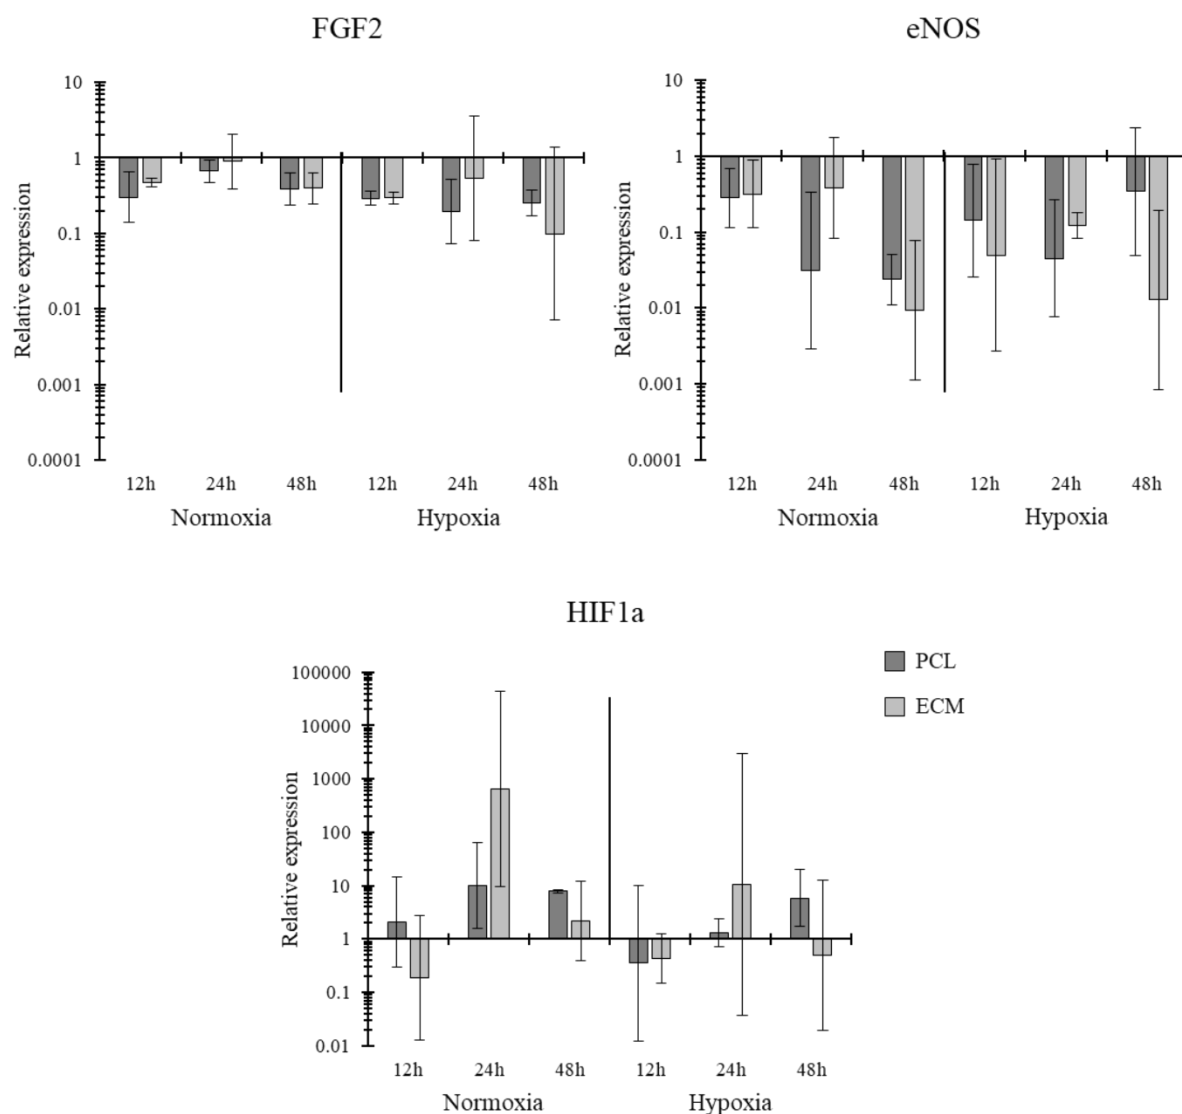 FGF2
Relative expression
10
1
0.1
0.01
0.001
0.0001
12h 24h 48h 12h 24h 48h
Normoxia Hypoxia
eNOS
Relative expression
10
1
0.1
0.01
0.001
0.0001
12h 24h 48h 12h 24h 48h
Normoxia Hypoxia
HIF1a
Relative expression
100000
10000
1000
100
10
1
0.1
0.01
12h 24h 48h 12h 24h 48h
Normoxia Hypoxia
PCL
ECM